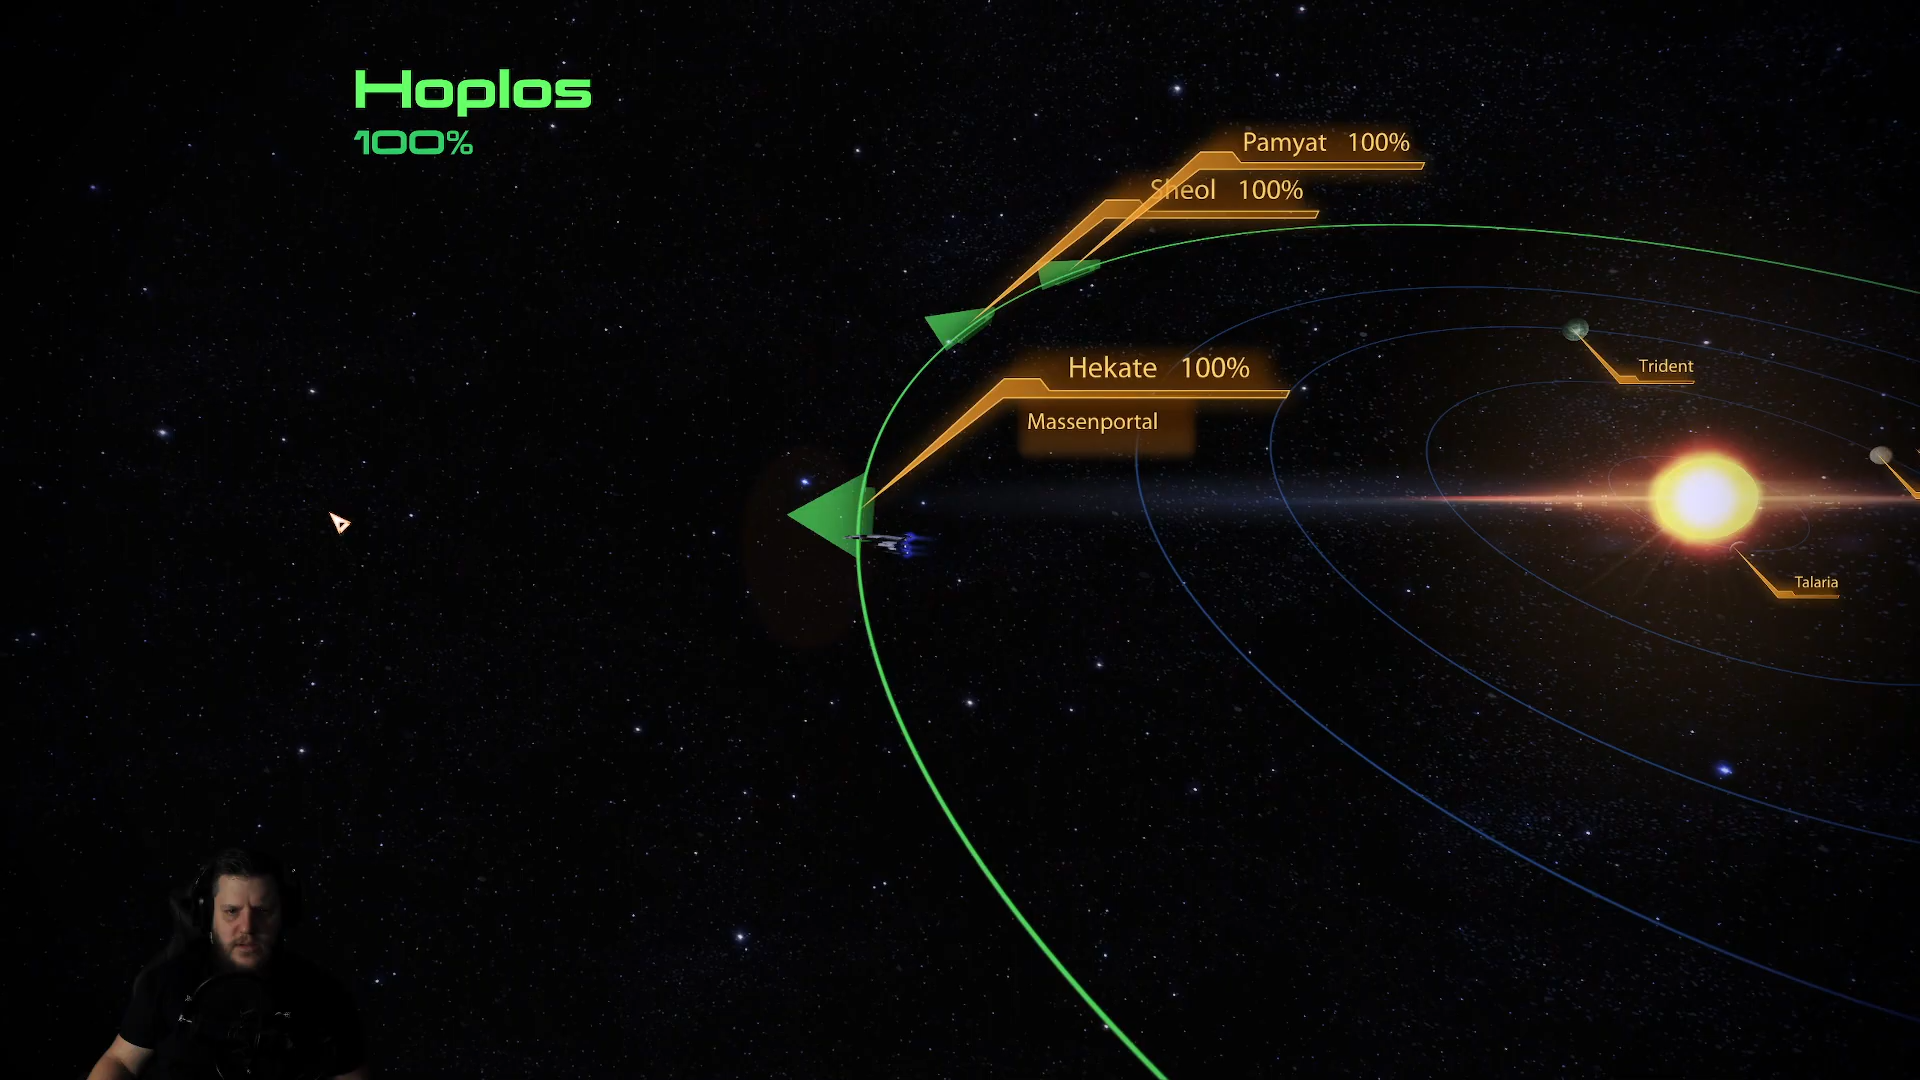 Hoplos
100%
Pamyat 100%
Sheol 100%
Hekate 100%
Massenportal
Trident
Talaria